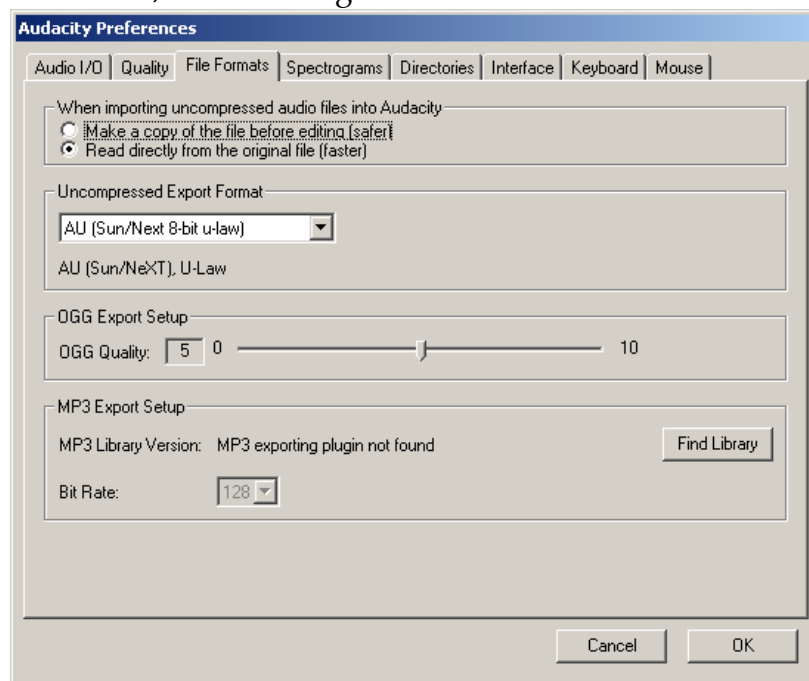 Audacity Preferences
Audio I/O Quality File Formats Spectrograms Directories Interface Keyboard Mouse
When importing uncompressed audio files into Audacity
Make a copy of the file before editing (safer)
Read directly from the original file (faster)
Uncompressed Export Format
AU (Sun/Next 8-bit u-law)
AU (Sun/NeXT), U-Law
OGG Export Setup
OGG Quality: 5 0 10
MP3 Export Setup
MP3 Library Version: MP3 exporting plugin not found Find Library
Bit Rate: 128
Cancel OK